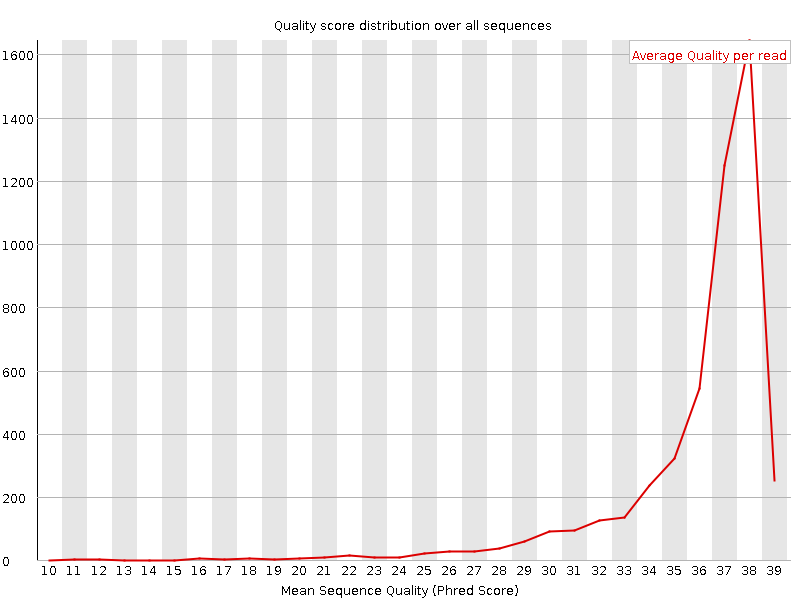 Quality score distribution over all sequences
Average Quality per read
1600
1400
1200
1000
800
600
400
200
0
10 11 12 13 14 15 16 17 18 19 20 21 22 23 24 25 26 27 28 29 30 31 32 33 34 35 36 37 38 39
Mean Sequence Quality (Phred Score)